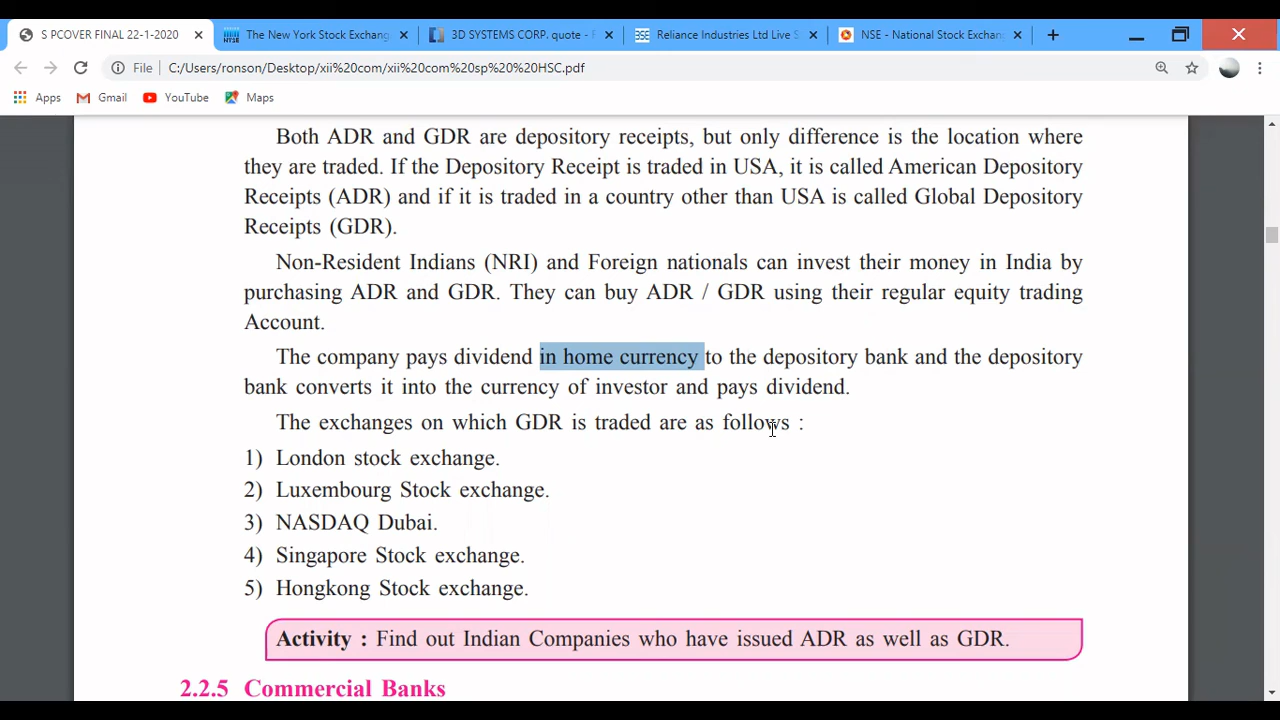 S PCOVER FINAL 22-1-2020
The New York Stock Exchang
3D SYSTEMS CORP. quote -
Reliance Industries Ltd Live S
NSE - National Stock Exchan
File C:/Users/ronson/Desktop/xii%20com/xii%20com%20sp%20%20HSC.pdf
Apps Gmail YouTube Maps
Both ADR and GDR are depository receipts, but only difference is the location where
they are traded. If the Depository Receipt is traded in USA, it is called American Depository
Receipts (ADR) and if it is traded in a country other than USA is called Global Depository
Receipts (GDR).
Non-Resident Indians (NRI) and Foreign nationals can invest their money in India by
purchasing ADR and GDR. They can buy ADR / GDR using their regular equity trading
Account.
The company pays dividend in home currency to the depository bank and the depository
bank converts it into the currency of investor and pays dividend.
The exchanges on which GDR is traded are as follows :
1) London stock exchange.
2) Luxembourg Stock exchange.
3) NASDAQ Dubai.
4) Singapore Stock exchange.
5) Hongkong Stock exchange.
Activity : Find out Indian Companies who have issued ADR as well as GDR.
2.2.5 Commercial Banks